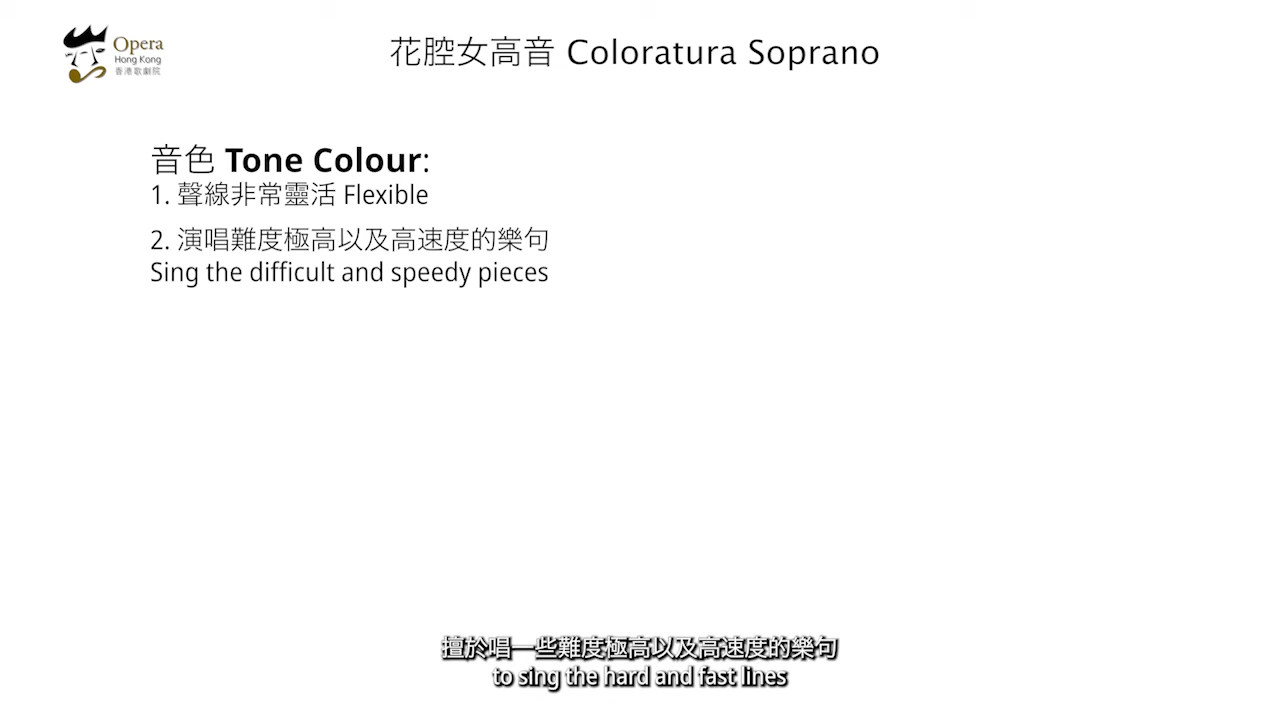 Opera
Hong Kong
香港歌劇院
花腔女高音 Coloratura Soprano
音色 Tone Colour:
1. 聲線非常靈活 Flexible
2. 演唱難度極高以及高速度的樂句
Sing the difficult and speedy pieces
擅於唱一些難度極高以及高速度的樂句
to sing the hard and fast lines